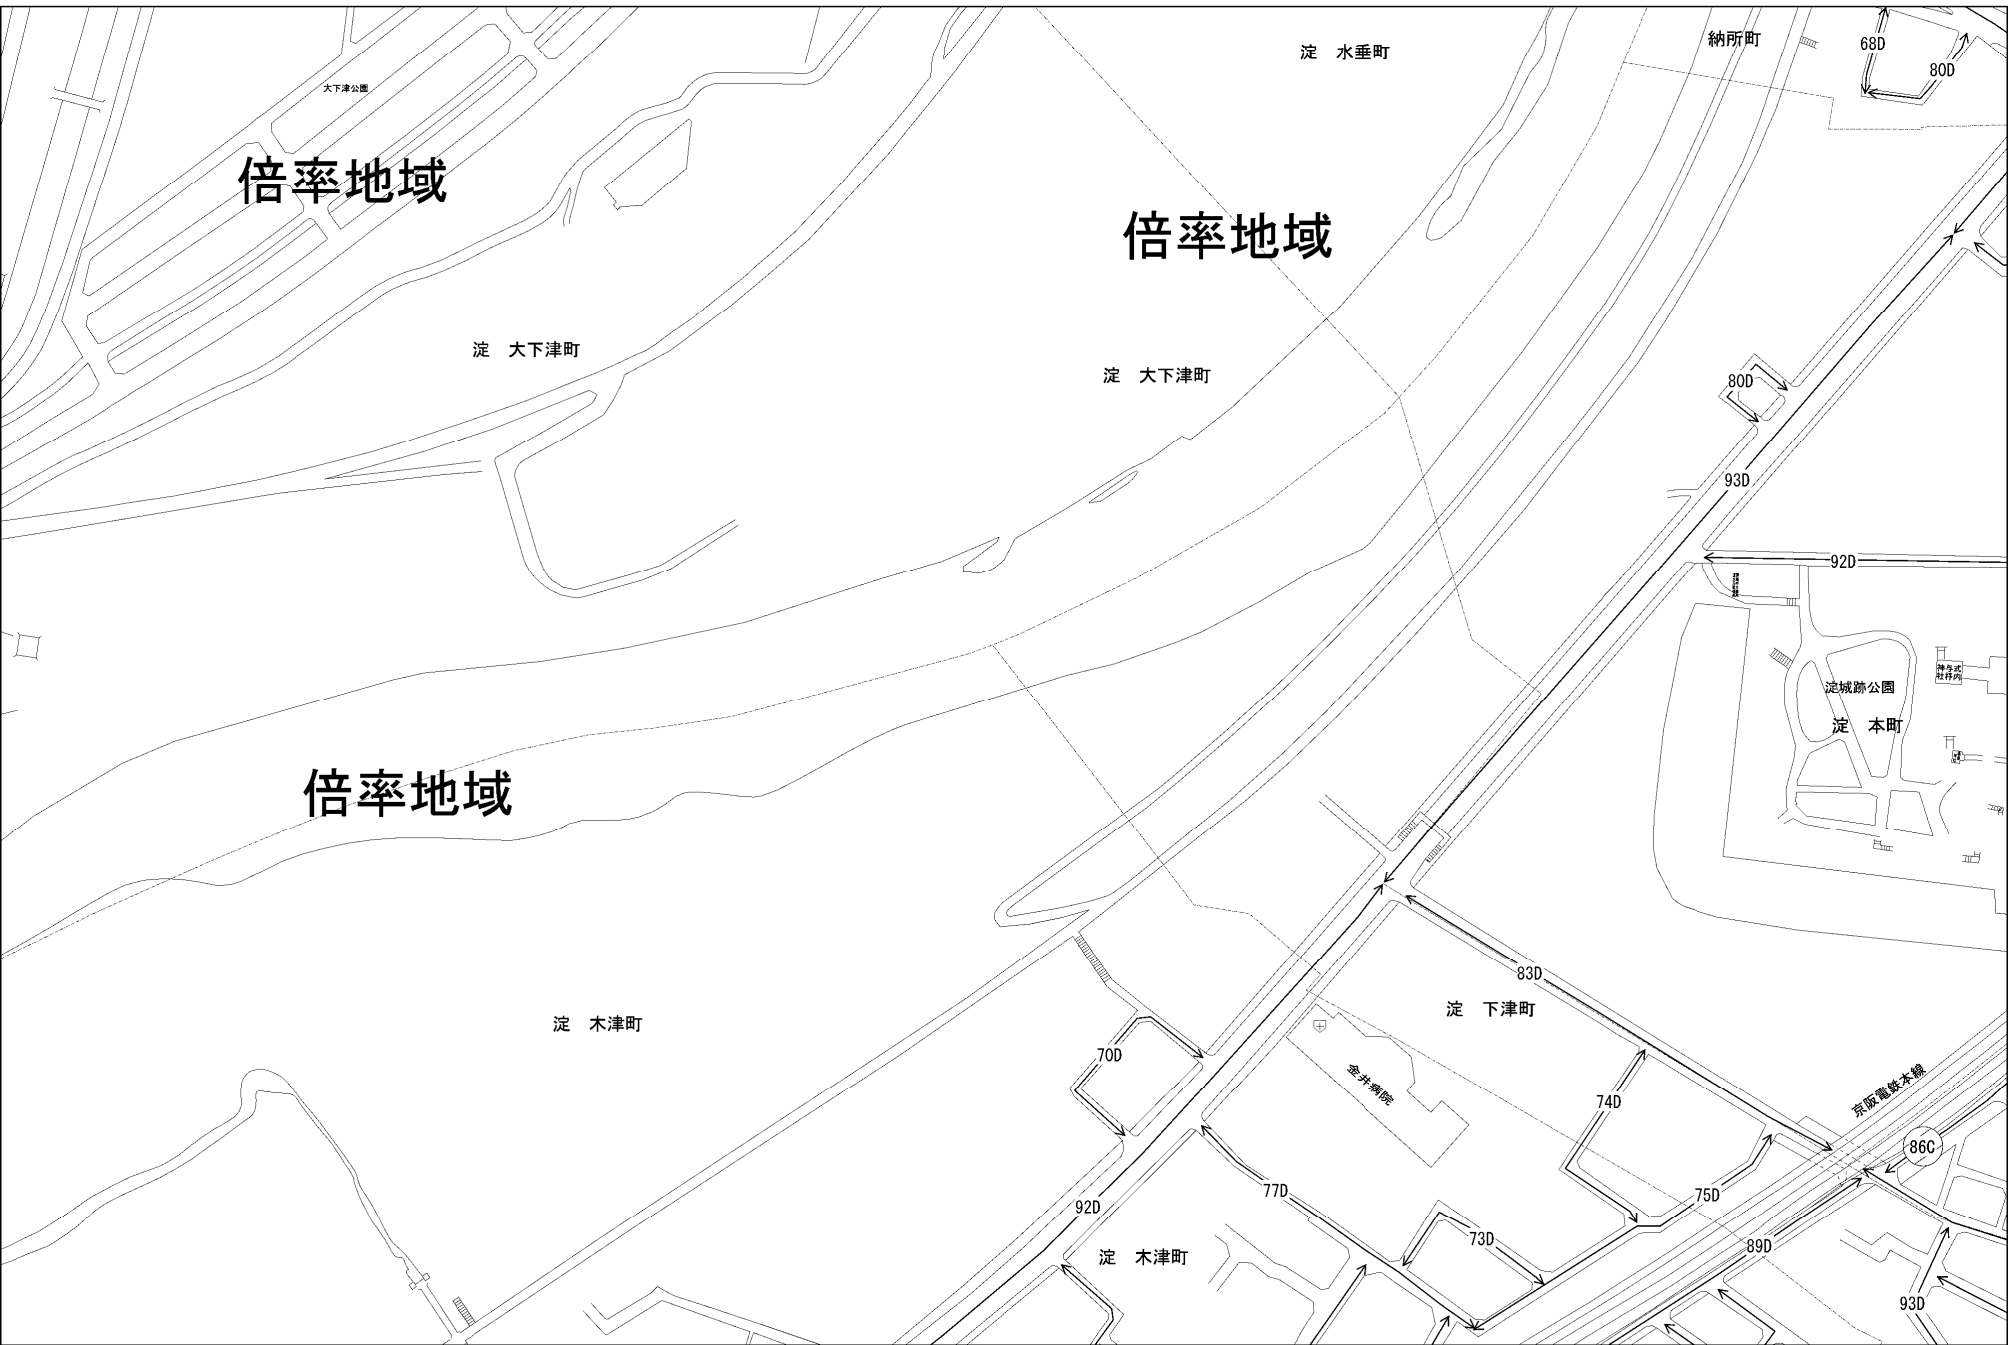 淀　水垂町
納所町
68D
80D
大下津公園
倍率地域
倍率地域
淀　大下津町
淀　大下津町
80D
93D
92D
淀城跡公園
淀　本町
倍率地域
83D
淀　木津町
淀　下津町
70D
金井病院
74D
京阪電鉄本線
86C
77D
75D
92D
73D
89D
淀　木津町
93D